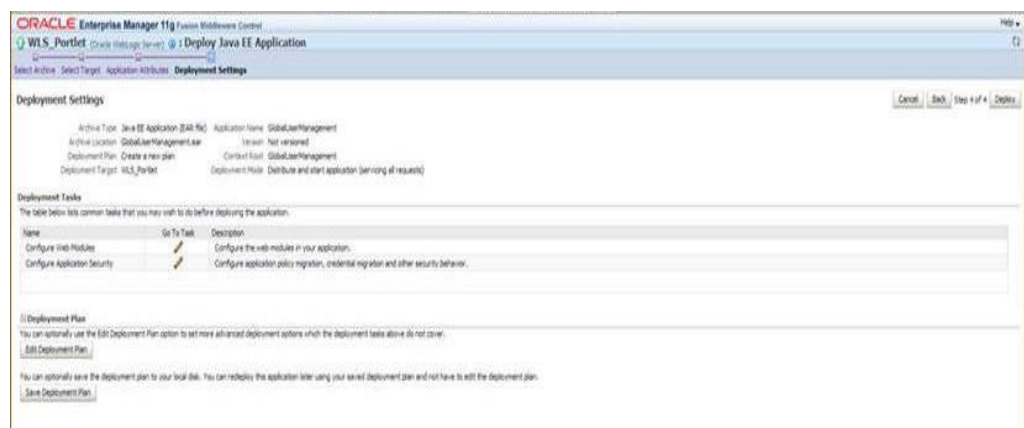 ORACLE Enterprise Manager 11g Fusion Middleware Control
Help
WLS_Portlet (Oracle WebLogic Server) : Deploy Java EE Application
Select Archive Select Target Application Attributes Deployment Settings
Deployment Settings
Cancel Back Step 4 of 4 Deploy
Archive Type Java EE Application (EAR file) Application Name GlobalUserManagement
Archive Location GlobalUserManagement.ear Version Not versioned
Deployment Plan Create a new plan Context Root GlobalUserManagement
Deployment Target WLS_Portlet Deployment Mode Distribute and start application (servicing all requests)
Deployment Tasks
The table below lists common tasks that you may wish to do before deploying the application.
Name Go To Task Description
Configure Web Modules Configure the web modules in your application.
Configure Application Security Configure application policy migration, credential migration and other security behavior.
Deployment Plan
You can optionally use the Edit Deployment Plan option to set more advanced deployment options which the deployment tasks above do not cover.
Edit Deployment Plan
You can optionally save the deployment plan to your local disk. You can redeploy this application later using your saved deployment plan and not have to edit the deployment plan.
Save Deployment Plan